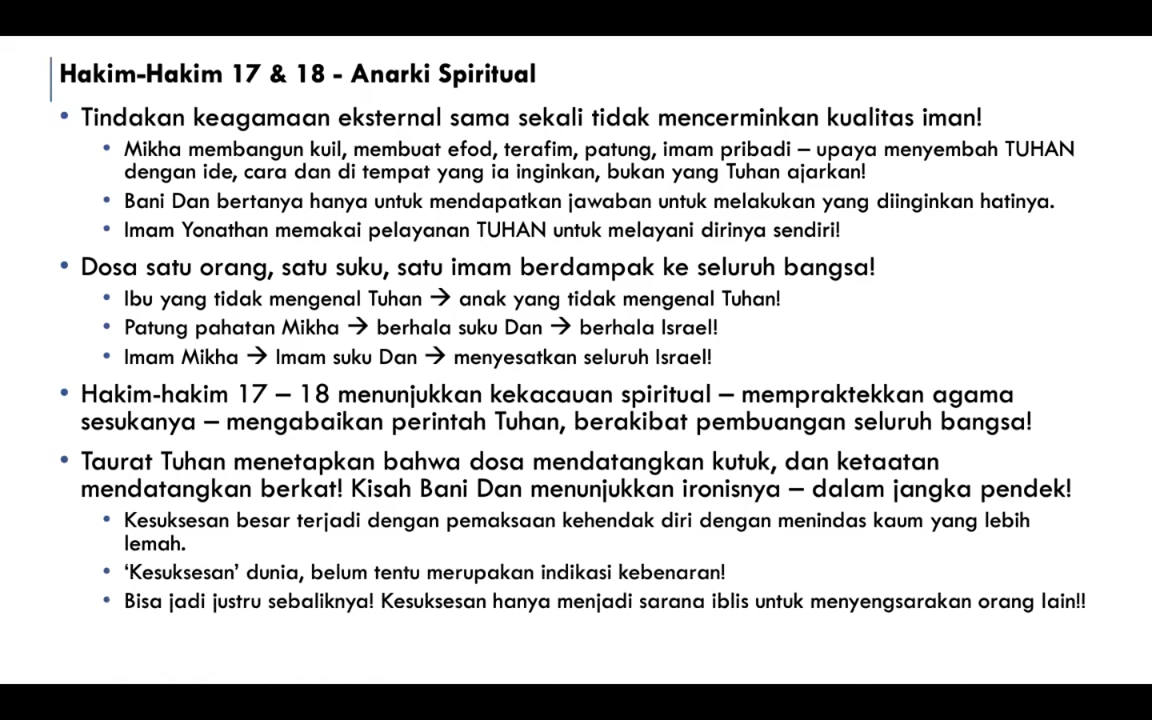 Hakim-Hakim 17 & 18 - Anarki Spiritual
• Tindakan keagamaan eksternal sama sekali tidak mencerminkan kualitas iman!
• Mikha membangun kuil, membuat efod, terafim, patung, imam pribadi – upaya menyembah TUHAN
dengan ide, cara dan di tempat yang ia inginkan, bukan yang Tuhan ajarkan!
• Bani Dan bertanya hanya untuk mendapatkan jawaban untuk melakukan yang diinginkan hatinya.
• Imam Yonathan memakai pelayanan TUHAN untuk melayani dirinya sendiri!
• Dosa satu orang, satu suku, satu imam berdampak ke seluruh bangsa!
• Ibu yang tidak mengenal Tuhan → anak yang tidak mengenal Tuhan!
• Patung pahatan Mikha → berhala suku Dan → berhala Israel!
• Imam Mikha → Imam suku Dan → menyesatkan seluruh Israel!
• Hakim-hakim 17 – 18 menunjukkan kekacauan spiritual – mempraktekkan agama
sesukanya – mengabaikan perintah Tuhan, berakibat pembuangan seluruh bangsa!
• Taurat Tuhan menetapkan bahwa dosa mendatangkan kutuk, dan ketaatan
mendatangkan berkat! Kisah Bani Dan menunjukkan ironisnya – dalam jangka pendek!
• Kesuksesan besar terjadi dengan pemaksaan kehendak diri dengan menindas kaum yang lebih
lemah.
• ‘Kesuksesan’ dunia, belum tentu merupakan indikasi kebenaran!
• Bisa jadi justru sebaliknya! Kesuksesan hanya menjadi sarana iblis untuk menyengsarakan orang lain!!